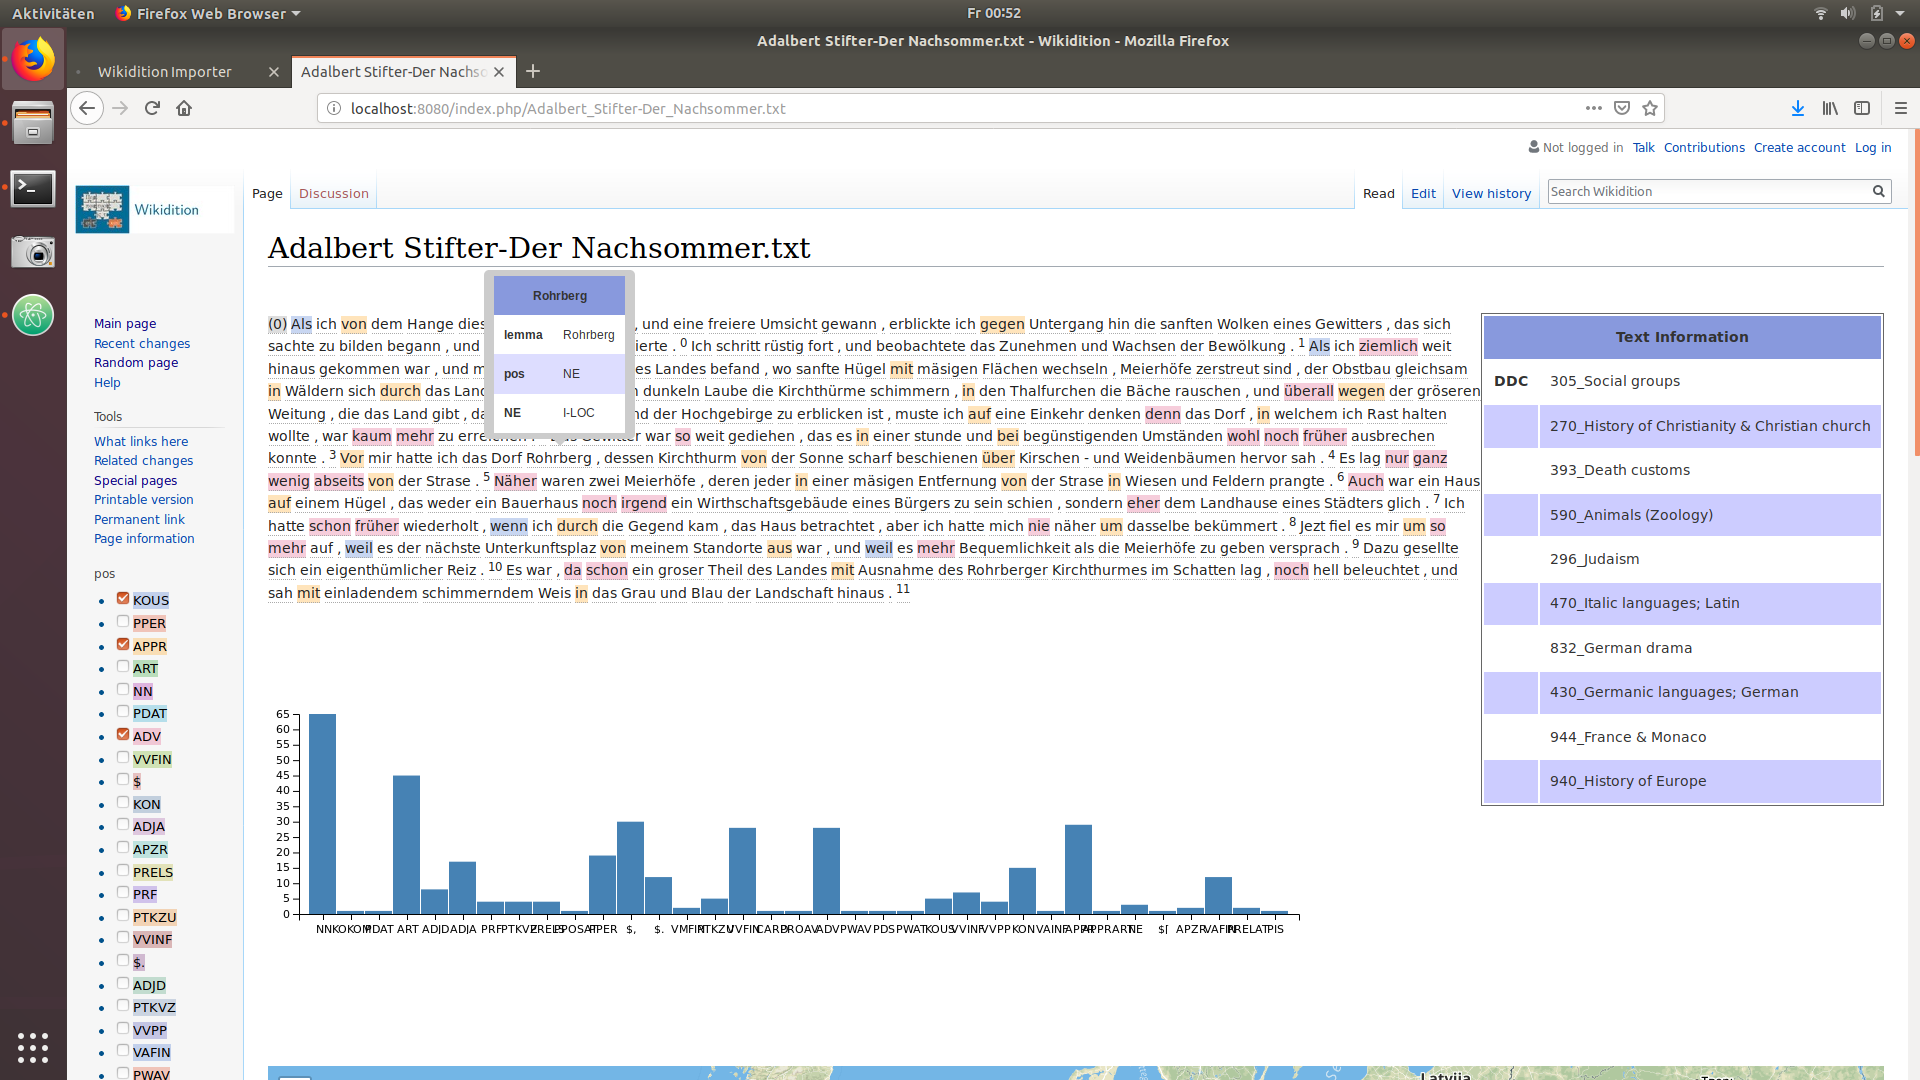 Aktivitäten
Firefox Web Browser
Fr 00:52
Adalbert Stifter-Der Nachsommer.txt - Wikidition - Mozilla Firefox
Wikidition Importer
Adalbert Stifter-Der Nachso
localhost:8080/index.php/Adalbert_Stifter-Der_Nachsommer.txt
Not logged in Talk Contributions Create account Log in
Wikidition
Page Discussion
Read Edit View history
Search Wikidition
Adalbert Stifter-Der Nachsommer.txt
Main page
Recent changes
Random page
Help
Tools
What links here
Related changes
Special pages
Printable version
Permanent link
Page information
pos
KOUS
PPER
APPR
ART
NN
PDAT
ADV
VVFIN
$
KON
ADJA
APZR
PRELS
PRF
PTKZU
VVINF
$.
ADJD
PTKVZ
VVPP
VAFIN
PWAV
Rohrberg
lemma Rohrberg
pos NE
NE I-LOC
(0) Als ich von dem Hange dies , und eine freiere Umsicht gewann , erblickte ich gegen Untergang hin die sanften Wolken eines Gewitters , das sich
sachte zu bilden begann , und ierte . 0 Ich schritt rüstig fort , und beobachtete das Zunehmen und Wachsen der Bewölkung . 1 Als ich ziemlich weit
hinaus gekommen war , und m es Landes befand , wo sanfte Hügel mit mäsigen Flächen wechseln , Meierhöfe zerstreut sind , der Obstbau gleichsam
in Wäldern sich durch das Land dunkeln Laube die Kirchthürme schimmern , in den Thalfurchen die Bäche rauschen , und überall wegen der gröseren
Weitung , die das Land gibt , da nd der Hochgebirge zu erblicken ist , muste ich auf eine Einkehr denken denn das Dorf , in welchem ich Rast halten
wollte , war kaum mehr zu erreichen . Das Gewitter war so weit gediehen , das es in einer stunde und bei begünstigenden Umständen wohl noch früher ausbrechen
konnte . 3 Vor mir hatte ich das Dorf Rohrberg , dessen Kirchthurm von der Sonne scharf beschienen über Kirschen - und Weidenbäumen hervor sah . 4 Es lag nur ganz
wenig abseits von der Strase . 5 Näher waren zwei Meierhöfe , deren jeder in einer mäsigen Entfernung von der Strase in Wiesen und Feldern prangte . 6 Auch war ein Haus
auf einem Hügel , das weder ein Bauerhaus noch irgend ein Wirthschaftsgebäude eines Bürgers zu sein schien , sondern eher dem Landhause eines Städters glich . 7 Ich
hatte schon früher wiederholt , wenn ich durch die Gegend kam , das Haus betrachtet , aber ich hatte mich nie näher um dasselbe bekümmert . 8 Jezt fiel es mir um so
mehr auf , weil es der nächste Unterkunftsplaz von meinem Standorte aus war , und weil es mehr Bequemlichkeit als die Meierhöfe zu geben versprach . 9 Dazu gesellte
sich ein eigenthümlicher Reiz . 10 Es war , da schon ein groser Theil des Landes mit Ausnahme des Rohrberger Kirchthurmes im Schatten lag , noch hell beleuchtet , und
sah mit einladendem schimmerndem Weis in das Grau und Blau der Landschaft hinaus . 11
Text Information
DDC 305_Social groups
270_History of Christianity & Christian church
393_Death customs
590_Animals (Zoology)
296_Judaism
470_Italic languages; Latin
832_German drama
430_Germanic languages; German
944_France & Monaco
940_History of Europe
65
60
55
50
45
40
35
30
25
20
15
10
5
0
NN KOKOM PDAT ART ADJD ADJA PRF PTKVZ PRELS PPOSAT PPER $, $. VMFIN PTKZU VVFIN CARD PROAV ADV PWAV PDS PWAT KOUS VVINF VVPP KON VAINF APPR APPRART NE $[ APZR VAFIN PRELAT PIS
Latvija